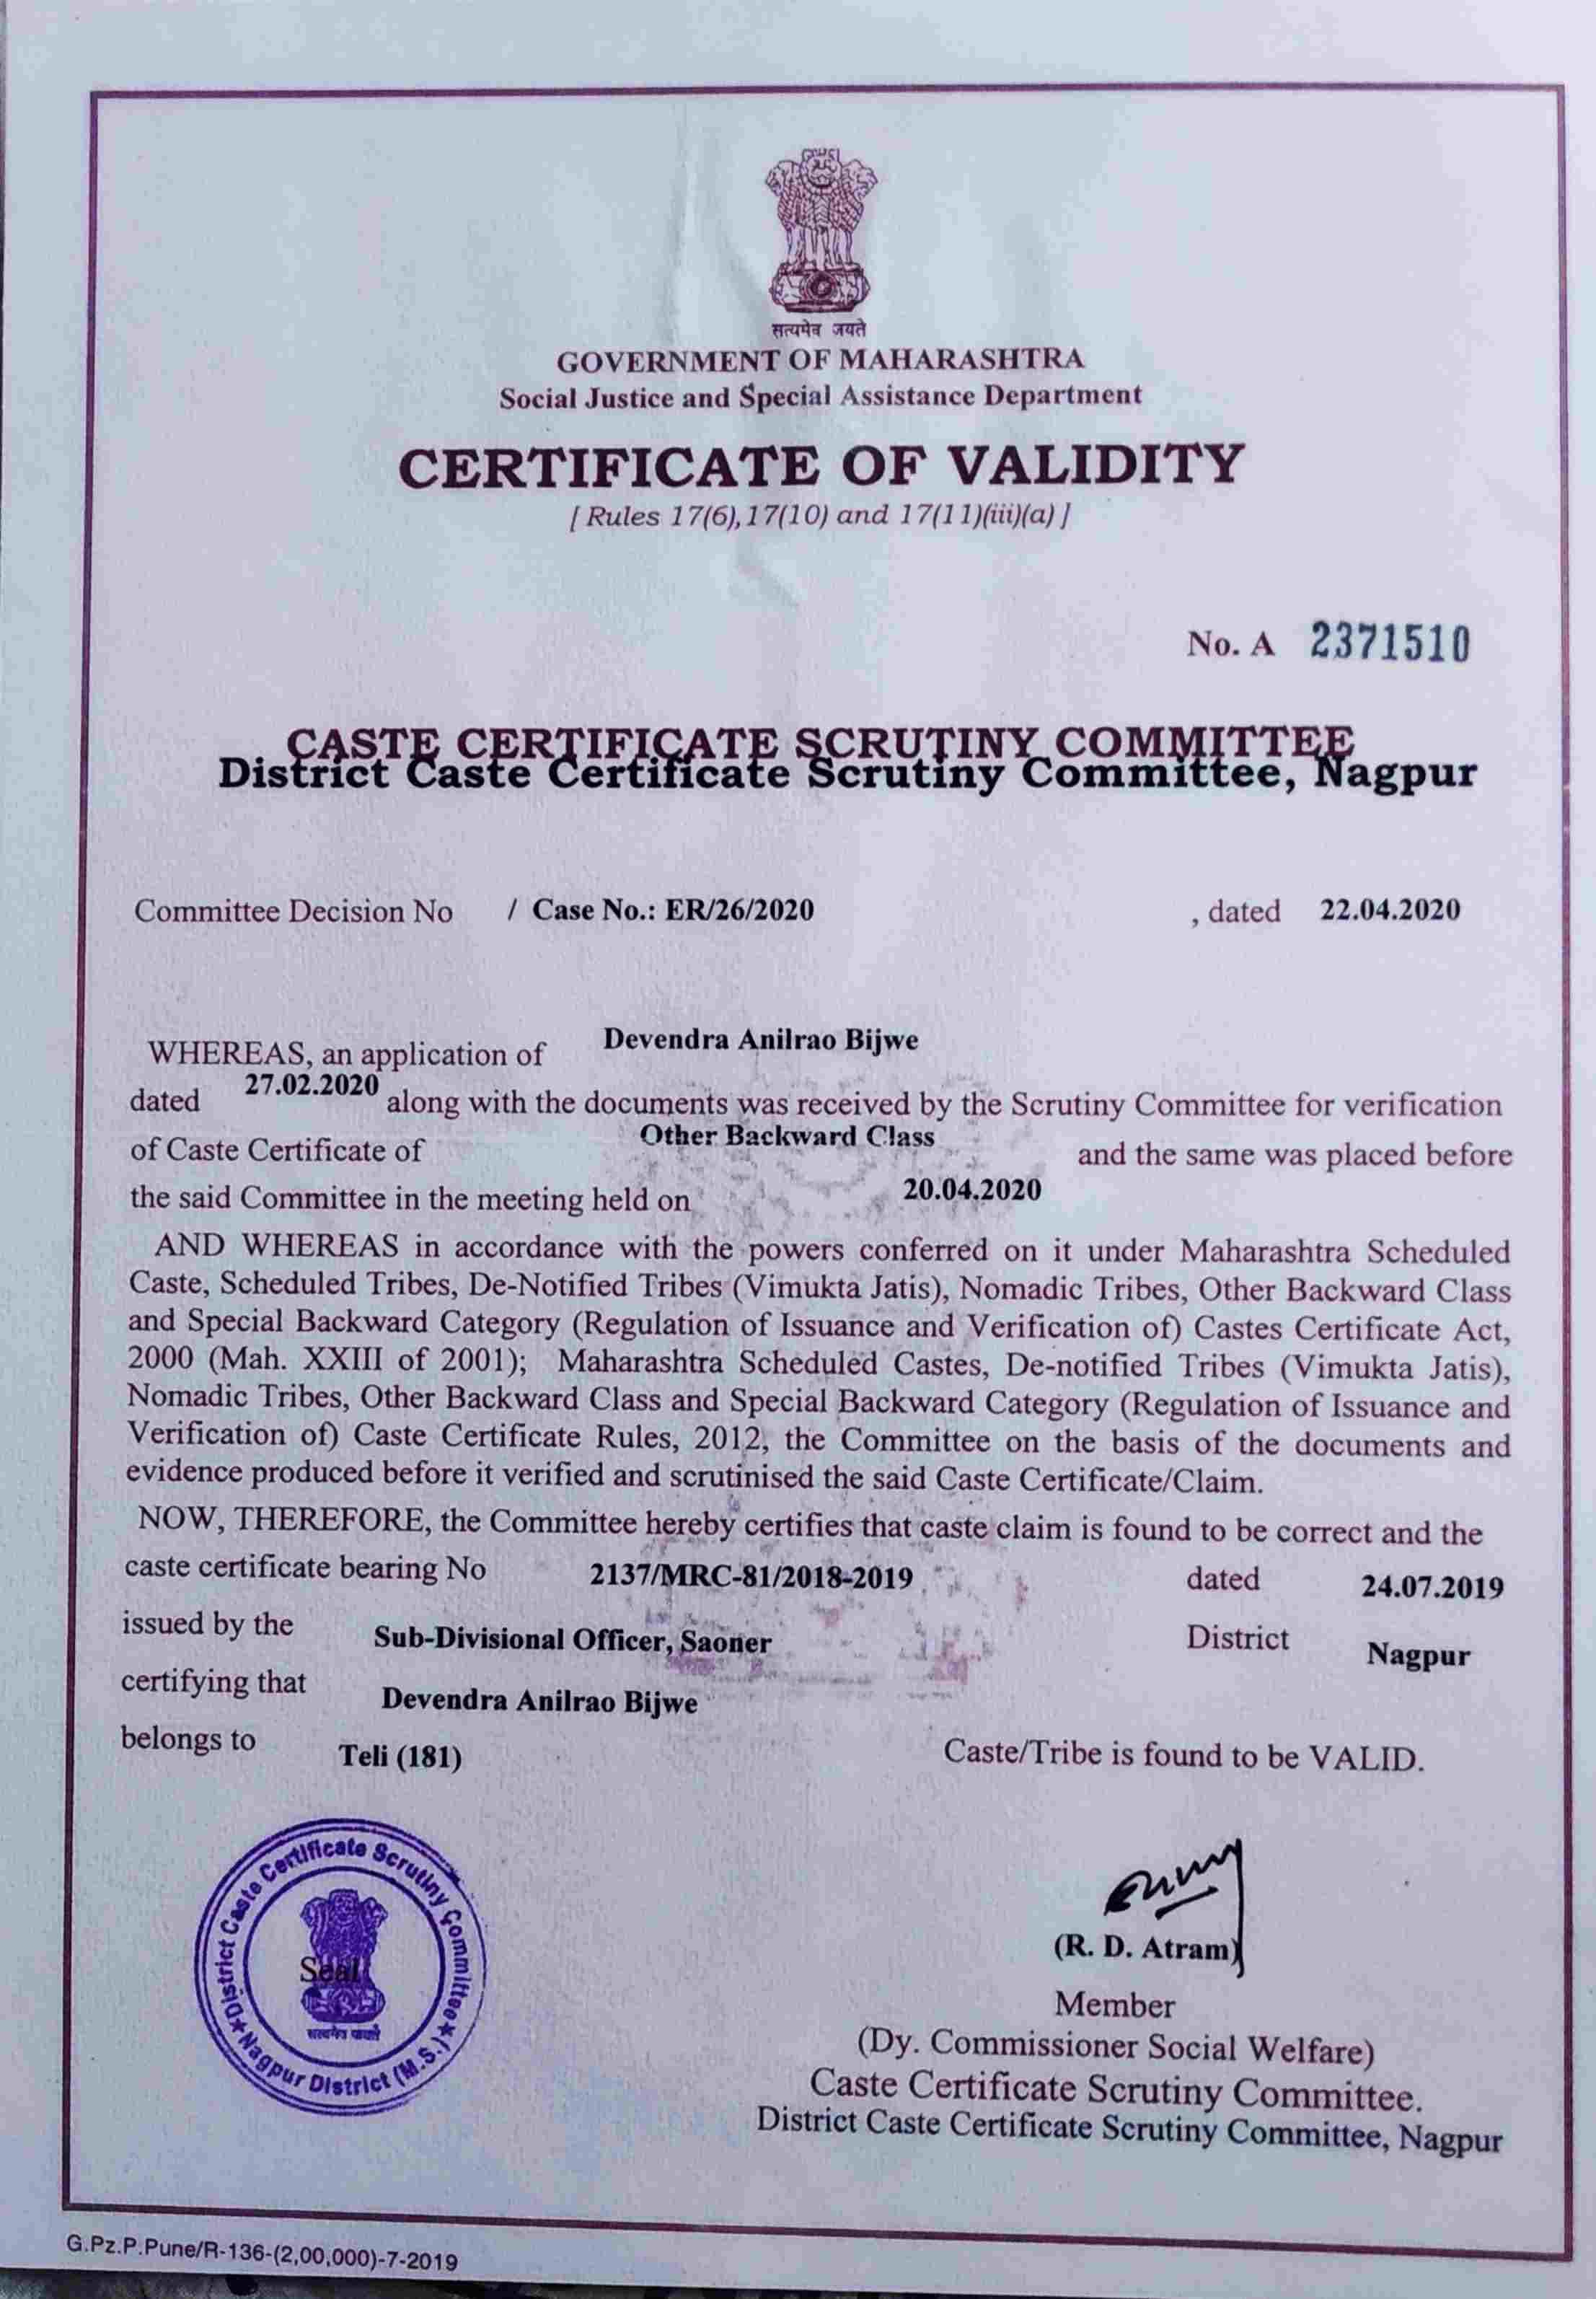 सत्यमेव जयते
GOVERNMENT OF MAHARASHTRA
Social Justice and Special Assistance Department
CERTIFICATE OF VALIDITY
[ Rules 17(6), 17(10) and 17(11)(iii)(a) ]
No. A 2371510
CASTE CERTIFICATE SCRUTINY COMMITTEE
District Caste Certificate Scrutiny Committee, Nagpur
Committee Decision No / Case No.: ER/26/2020 , dated 22.04.2020
WHEREAS, an application of Devendra Anilrao Bijwe
dated 27.02.2020 along with the documents was received by the Scrutiny Committee for verification
of Caste Certificate of Other Backward Class and the same was placed before
the said Committee in the meeting held on 20.04.2020
AND WHEREAS in accordance with the powers conferred on it under Maharashtra Scheduled
Caste, Scheduled Tribes, De-Notified Tribes (Vimukta Jatis), Nomadic Tribes, Other Backward Class
and Special Backward Category (Regulation of Issuance and Verification of) Castes Certificate Act,
2000 (Mah. XXIII of 2001); Maharashtra Scheduled Castes, De-notified Tribes (Vimukta Jatis),
Nomadic Tribes, Other Backward Class and Special Backward Category (Regulation of Issuance and
Verification of) Caste Certificate Rules, 2012, the Committee on the basis of the documents and
evidence produced before it verified and scrutinised the said Caste Certificate/Claim.
NOW, THEREFORE, the Committee hereby certifies that caste claim is found to be correct and the
caste certificate bearing No 2137/MRC-81/2018-2019 dated 24.07.2019
issued by the Sub-Divisional Officer, Saoner District Nagpur
certifying that Devendra Anilrao Bijwe
belongs to Teli (181) Caste/Tribe is found to be VALID.
District Caste Certificate Scrutiny Committee
Seal
सत्यमेव जयते
Nagpur District (M.S.)
(R. D. Atram)
Member
(Dy. Commissioner Social Welfare)
Caste Certificate Scrutiny Committee.
District Caste Certificate Scrutiny Committee, Nagpur
G.Pz.P.Pune/R-136-(2,00,000)-7-2019